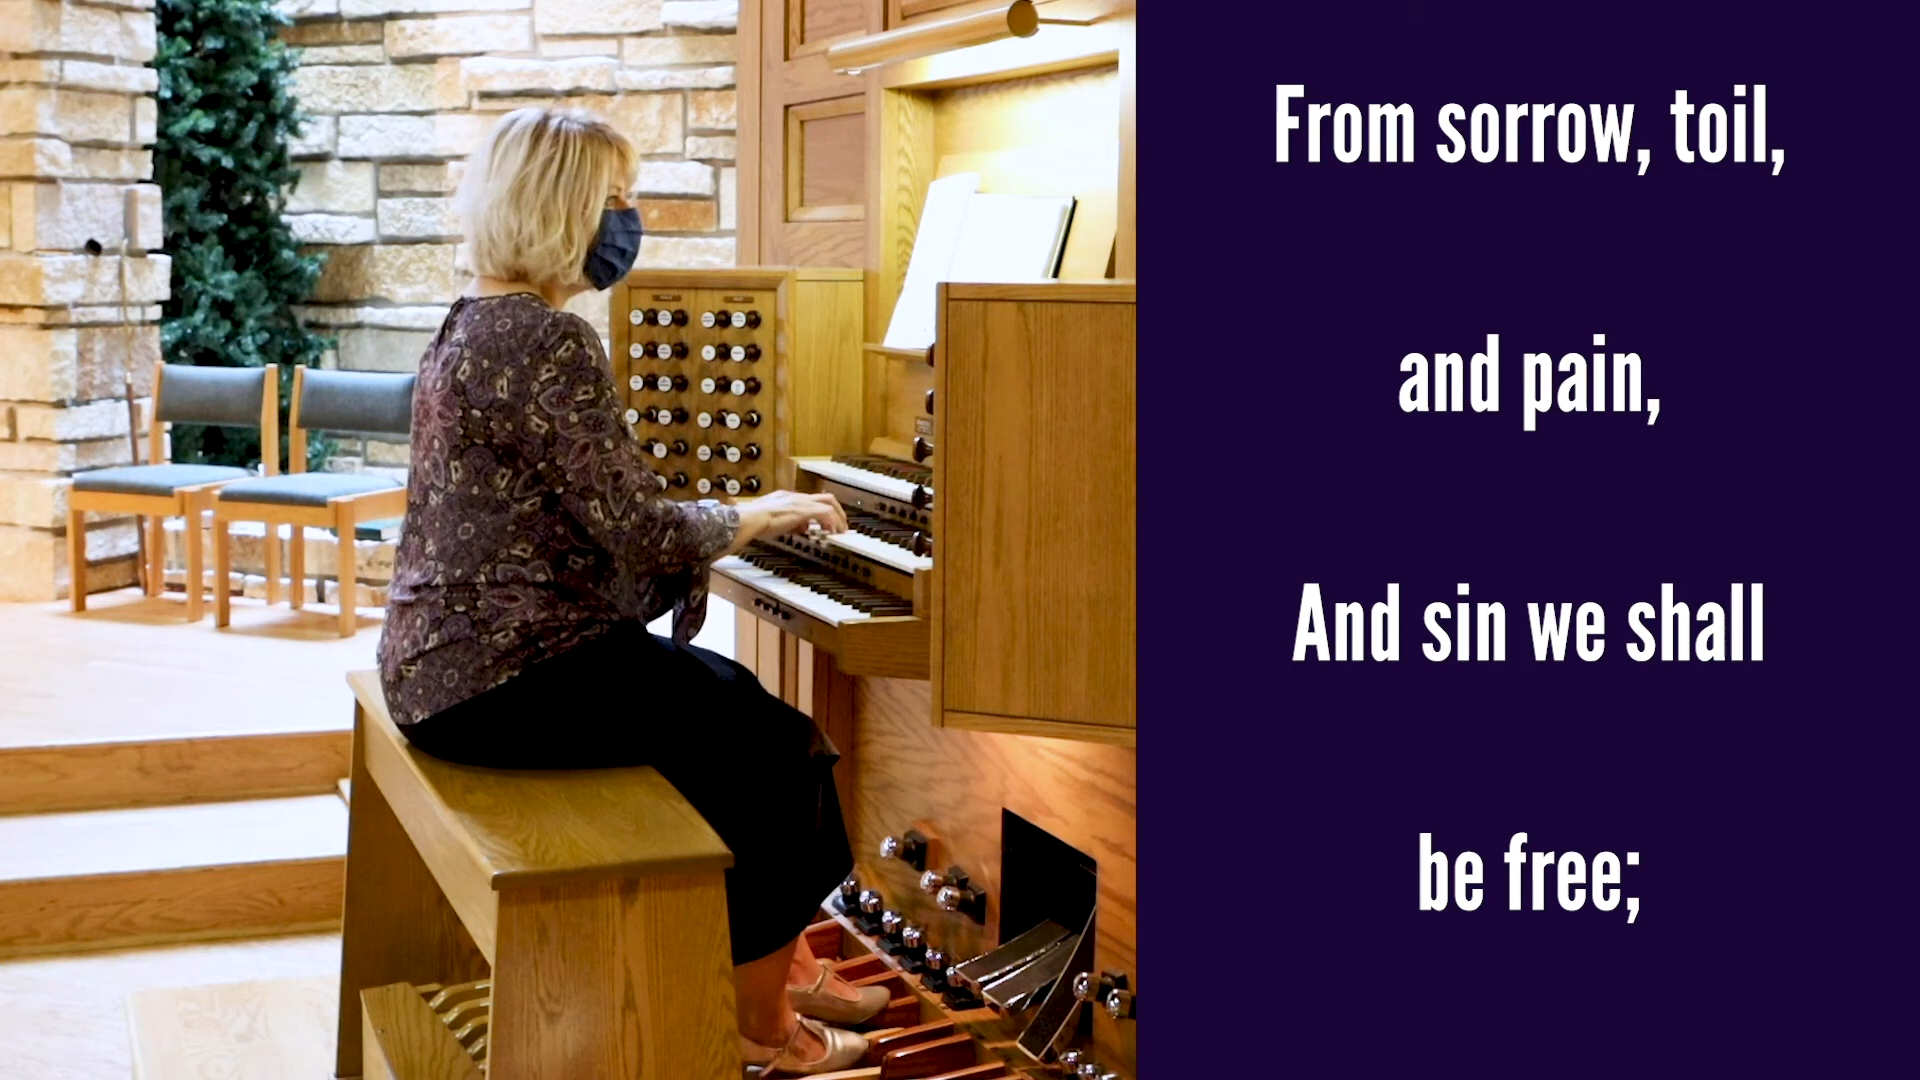 From sorrow, toil,
and pain,
And sin we shall
be free;